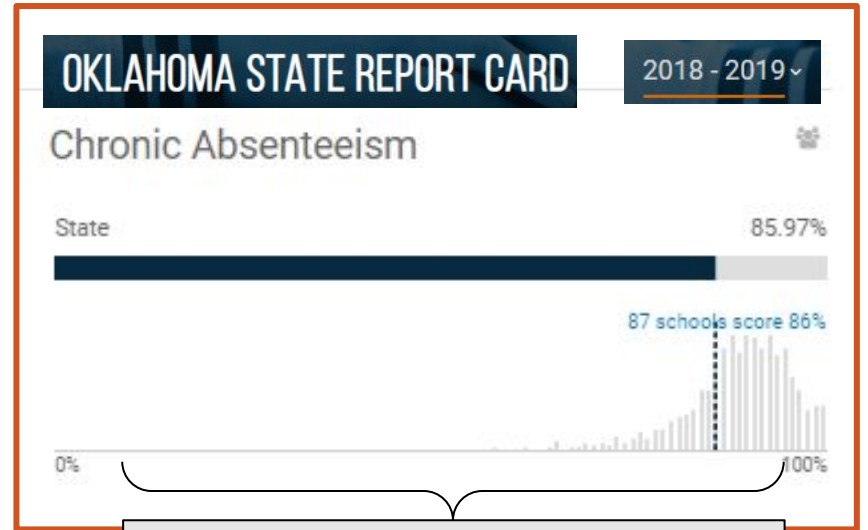 OKLAHOMA STATE REPORT CARD
2018 - 2019
Chronic Absenteeism
State
85.97%
87 schools score 86%
0%
100%